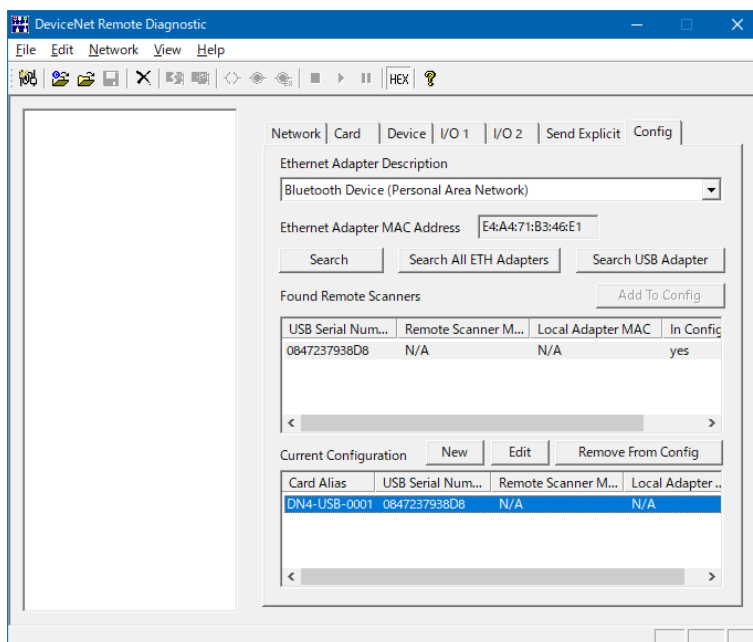 DeviceNet Remote Diagnostic
File Edit Network View Help
HEX
Network Card Device I/O 1 I/O 2 Send Explicit Config
Ethernet Adapter Description
Bluetooth Device (Personal Area Network)
Ethernet Adapter MAC Address E4:A4:71:B3:46:E1
Search Search All ETH Adapters Search USB Adapter
Found Remote Scanners Add To Config
USB Serial Num... Remote Scanner M... Local Adapter MAC In Config
0847237938D8 N/A N/A yes
Current Configuration New Edit Remove From Config
Card Alias USB Serial Num... Remote Scanner M... Local Adapter ...
DN4-USB-0001 0847237938D8 N/A N/A